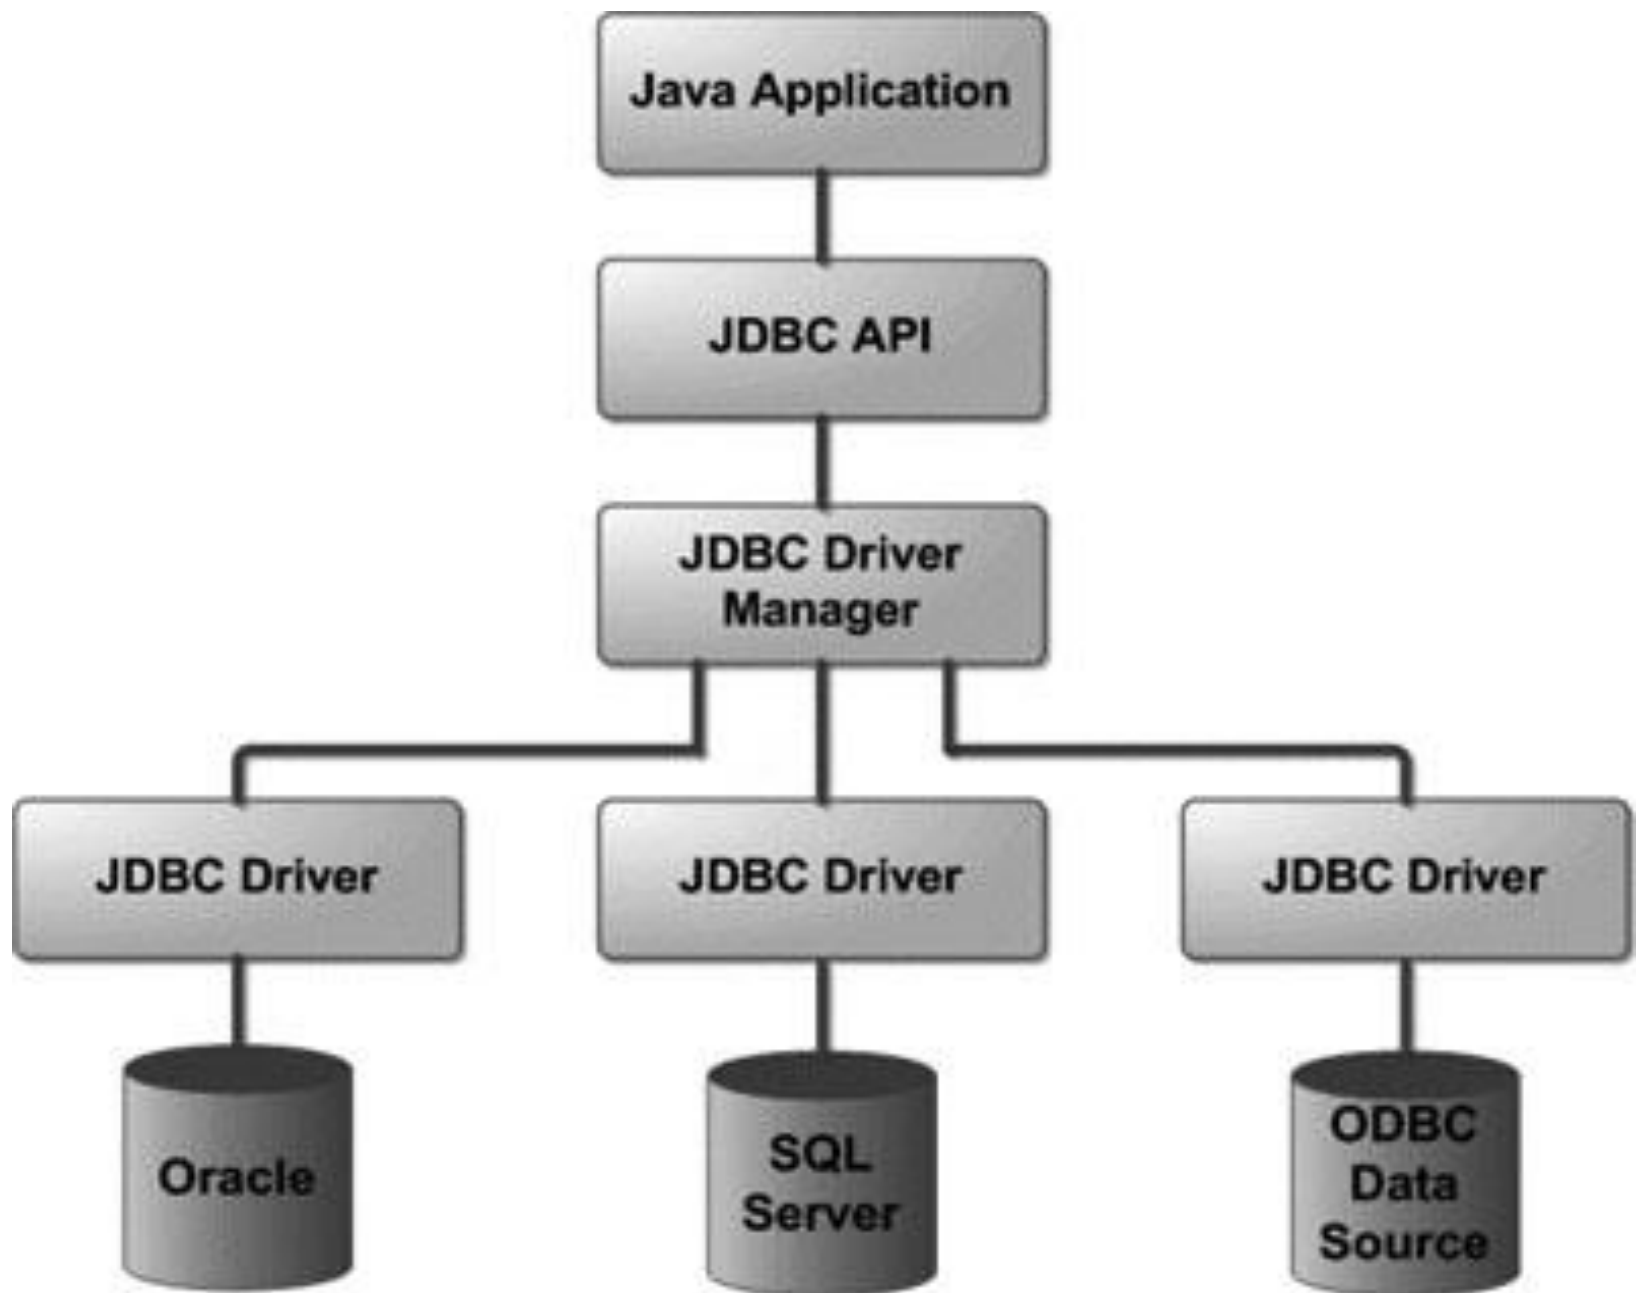 Java Application
JDBC API
JDBC Driver
Manager
JDBC Driver
JDBC Driver
JDBC Driver
Oracle
SQL
Server
ODBC
Data
Source